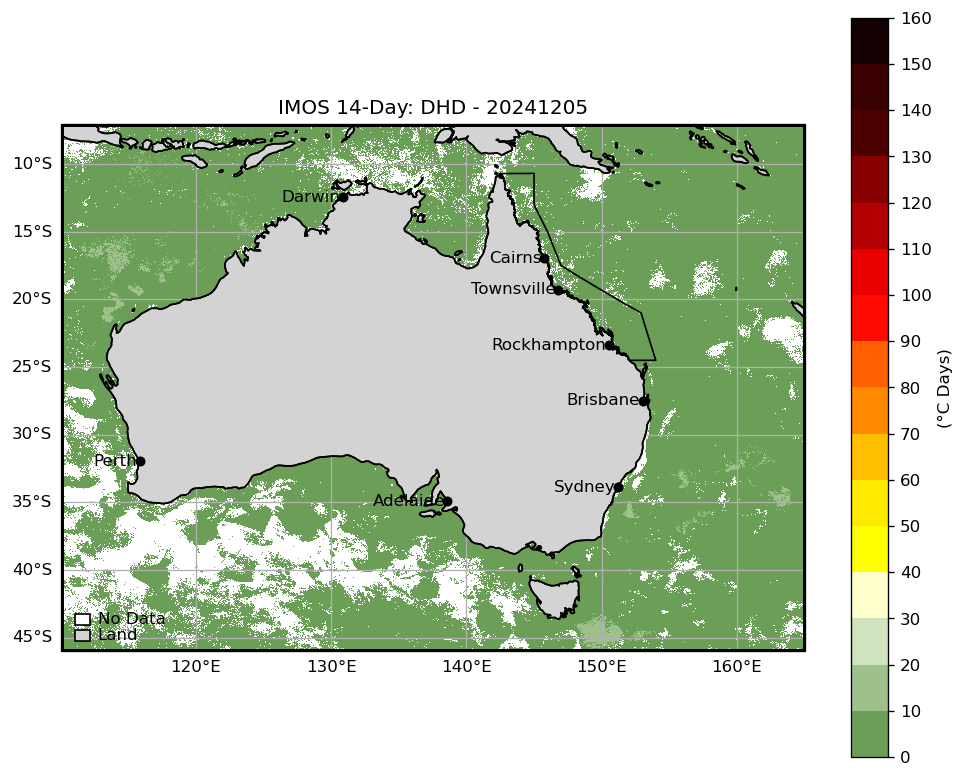 IMOS 14-Day: DHD - 20241205
160
150
140
130
120
110
100
90
80
70
60
50
40
30
20
10
0
(°C Days)
10°S
15°S
20°S
25°S
30°S
35°S
40°S
45°S
Darwin
Cairns
Townsville
Rockhampton
Brisbane
Perth
Sydney
Adelaide
No Data
Land
120°E
130°E
140°E
150°E
160°E